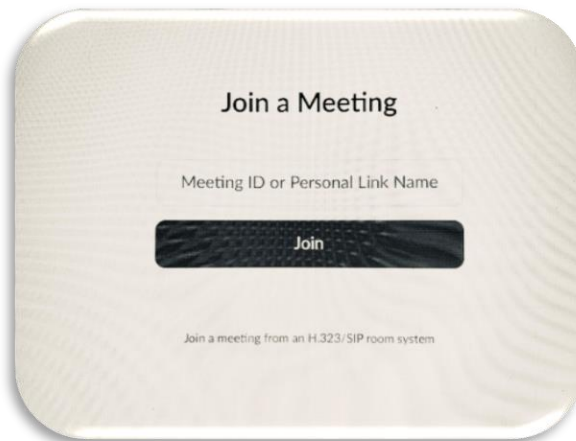 Join a Meeting
Meeting ID or Personal Link Name
Join
Join a meeting from an H.323/SIP room system